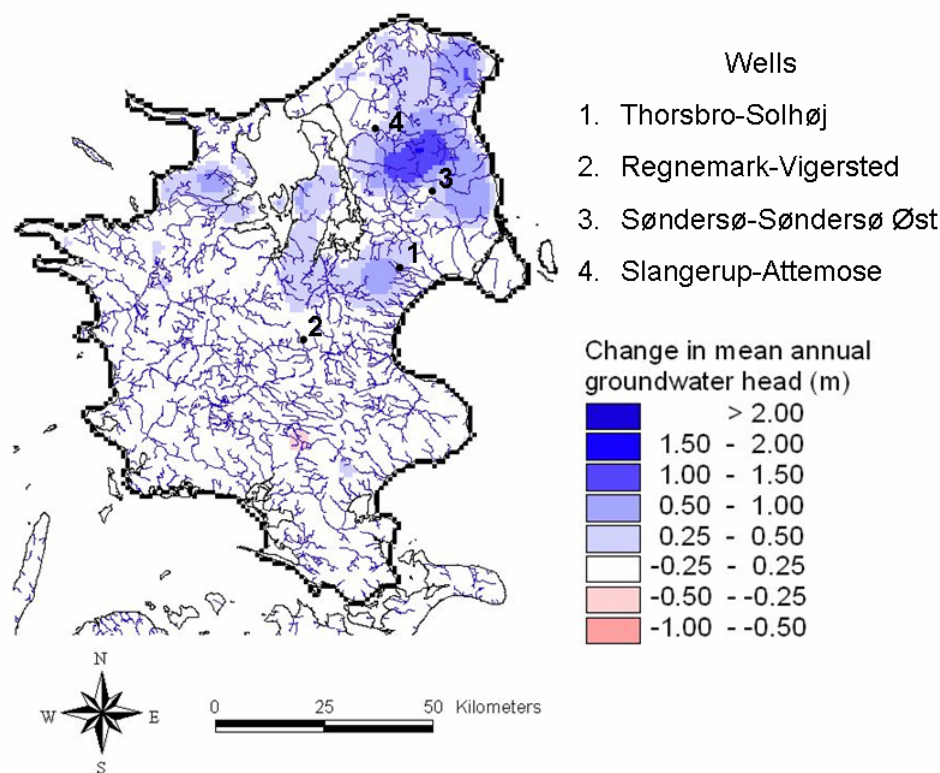 Wells
1. Thorsbro-Solhøj
2. Regnemark-Vigersted
3. Søndersø-Søndersø Øst
4. Slangerup-Attemose
4
3
1
2
Change in mean annual
groundwater head (m)
> 2.00
1.50 - 2.00
1.00 - 1.50
0.50 - 1.00
0.25 - 0.50
-0.25 - 0.25
-0.50 - -0.25
-1.00 - -0.50
N
W E
S
0 25 50 Kilometers